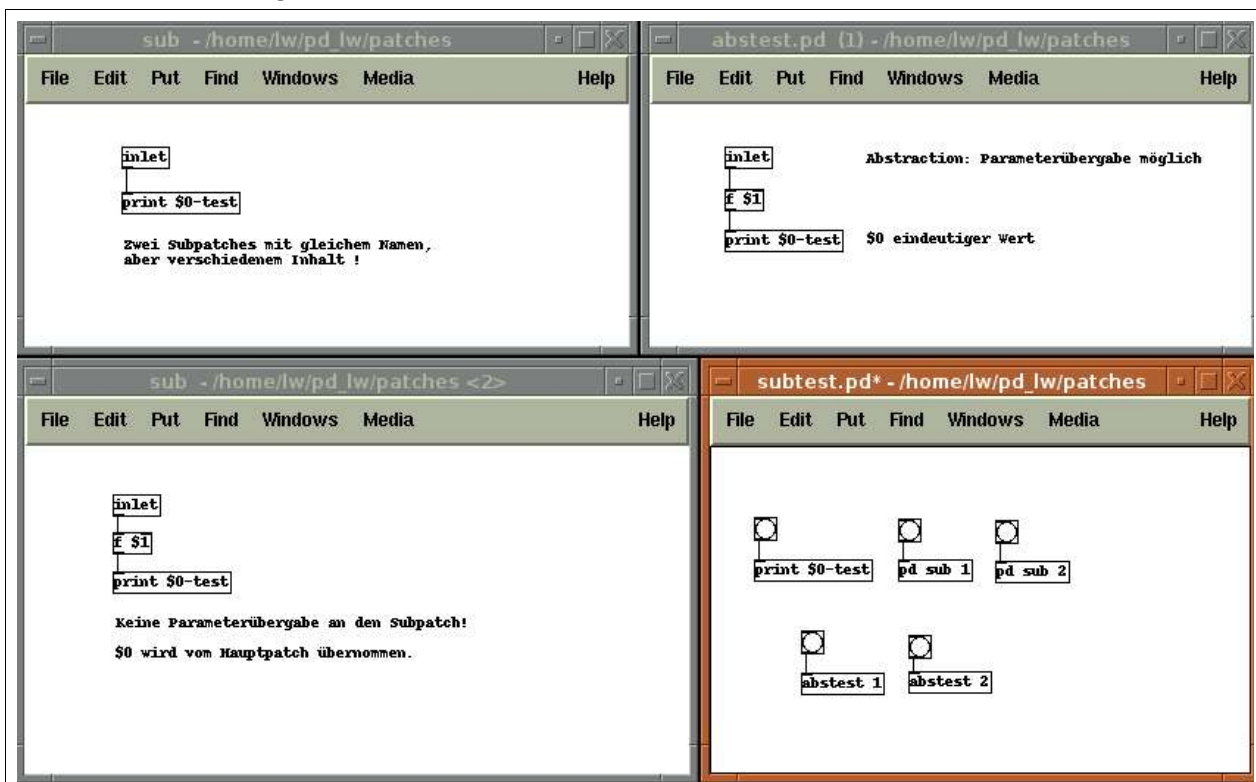 sub - /home/lw/pd_lw/patches
File Edit Put Find Windows Media Help
inlet
print $0-test
Zwei Subpatches mit gleichem Namen,
aber verschiedenem Inhalt !
abstest.pd (1) - /home/lw/pd_lw/patches
File Edit Put Find Windows Media Help
inlet
Abstraction: Parameterübergabe möglich
f $1
print $0-test
$0 eindeutiger Wert
sub - /home/lw/pd_lw/patches <2>
File Edit Put Find Windows Media Help
inlet
f $1
print $0-test
Keine Parameterübergabe an den Subpatch!
$0 wird vom Hauptpatch übernommen.
subtest.pd* - /home/lw/pd_lw/patches
File Edit Put Find Windows Media Help
print $0-test
pd sub 1
pd sub 2
abstest 1
abstest 2